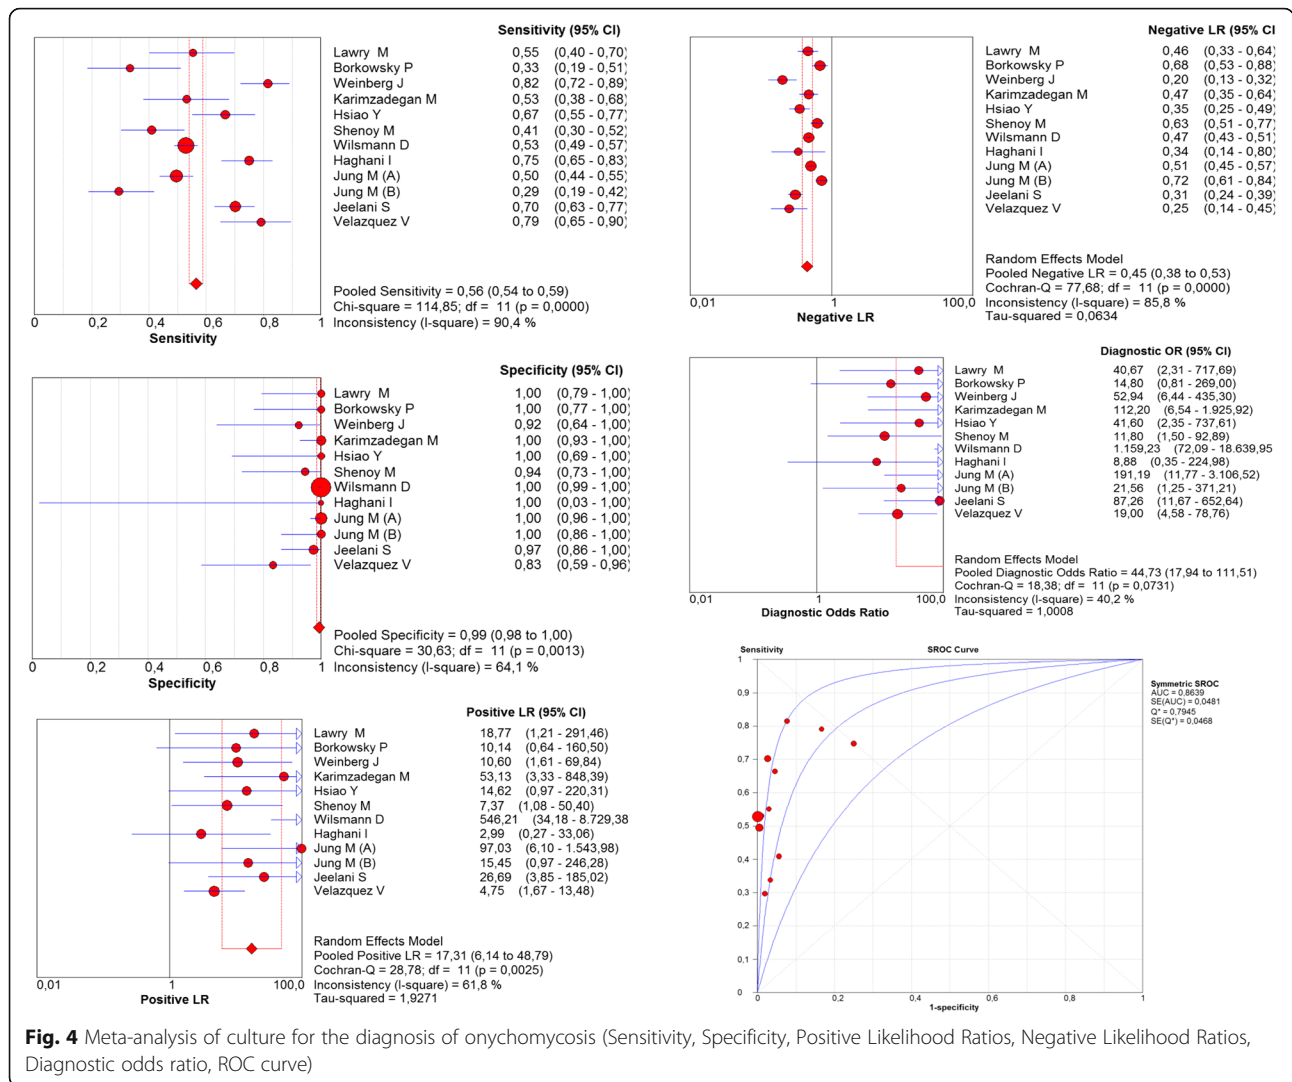 Sensitivity (95% CI)
Lawry M 0,55 (0,40 - 0,70)
Borkowsky P 0,33 (0,19 - 0,51)
Weinberg J 0,82 (0,72 - 0,89)
Karimzadegan M 0,53 (0,38 - 0,68)
Hsiao Y 0,67 (0,55 - 0,77)
Shenoy M 0,41 (0,30 - 0,52)
Wilsmann D 0,53 (0,49 - 0,57)
Haghani I 0,75 (0,65 - 0,83)
Jung M (A) 0,50 (0,44 - 0,55)
Jung M (B) 0,29 (0,19 - 0,42)
Jeelani S 0,70 (0,63 - 0,77)
Velazquez V 0,79 (0,65 - 0,90)
Pooled Sensitivity = 0,56 (0,54 to 0,59)
Chi-square = 114,85; df = 11 (p = 0,0000)
Inconsistency (I-square) = 90,4 %
0 0,2 0,4 0,6 0,8 1
Sensitivity
Negative LR (95% CI
Lawry M 0,46 (0,33 - 0,64)
Borkowsky P 0,68 (0,53 - 0,88)
Weinberg J 0,20 (0,13 - 0,32)
Karimzadegan M 0,47 (0,35 - 0,64)
Hsiao Y 0,35 (0,25 - 0,49)
Shenoy M 0,63 (0,51 - 0,77)
Wilsmann D 0,47 (0,43 - 0,51)
Haghani I 0,34 (0,14 - 0,80)
Jung M (A) 0,51 (0,45 - 0,57)
Jung M (B) 0,72 (0,61 - 0,84)
Jeelani S 0,31 (0,24 - 0,39)
Velazquez V 0,25 (0,14 - 0,45)
Random Effects Model
Pooled Negative LR = 0,45 (0,38 to 0,53)
Cochran-Q = 77,68; df = 11 (p = 0,0000)
Inconsistency (I-square) = 85,8 %
Tau-squared = 0,0634
0,01 1 100,0
Negative LR
Specificity (95% CI)
Lawry M 1,00 (0,79 - 1,00)
Borkowsky P 1,00 (0,77 - 1,00)
Weinberg J 0,92 (0,64 - 1,00)
Karimzadegan M 1,00 (0,93 - 1,00)
Hsiao Y 1,00 (0,69 - 1,00)
Shenoy M 0,94 (0,73 - 1,00)
Wilsmann D 1,00 (0,99 - 1,00)
Haghani I 1,00 (0,03 - 1,00)
Jung M (A) 1,00 (0,96 - 1,00)
Jung M (B) 1,00 (0,86 - 1,00)
Jeelani S 0,97 (0,86 - 1,00)
Velazquez V 0,83 (0,59 - 0,96)
Pooled Specificity = 0,99 (0,98 to 1,00)
Chi-square = 30,63; df = 11 (p = 0,0013)
Inconsistency (I-square) = 64,1 %
0 0,2 0,4 0,6 0,8 1
Specificity
Diagnostic OR (95% CI)
Lawry M 40,67 (2,31 - 717,69)
Borkowsky P 14,80 (0,81 - 269,00)
Weinberg J 52,94 (6,44 - 435,30)
Karimzadegan M 112,20 (6,54 - 1.925,92)
Hsiao Y 41,60 (2,35 - 737,61)
Shenoy M 11,80 (1,50 - 92,89)
Wilsmann D 1.159,23 (72,09 - 18.639,95
Haghani I 8,88 (0,35 - 224,98)
Jung M (A) 191,19 (11,77 - 3.106,52)
Jung M (B) 21,56 (1,25 - 371,21)
Jeelani S 87,26 (11,67 - 652,64)
Velazquez V 19,00 (4,58 - 78,76)
Random Effects Model
Pooled Diagnostic Odds Ratio = 44,73 (17,94 to 111,51)
Cochran-Q = 18,38; df = 11 (p = 0,0731)
Inconsistency (I-square) = 40,2 %
Tau-squared = 1,0008
0,01 1 100,0
Diagnostic Odds Ratio
Positive LR (95% CI)
Lawry M 18,77 (1,21 - 291,46)
Borkowsky P 10,14 (0,64 - 160,50)
Weinberg J 10,60 (1,61 - 69,84)
Karimzadegan M 53,13 (3,33 - 848,39)
Hsiao Y 14,62 (0,97 - 220,31)
Shenoy M 7,37 (1,08 - 50,40)
Wilsmann D 546,21 (34,18 - 8.729,38
Haghani I 2,99 (0,27 - 33,06)
Jung M (A) 97,03 (6,10 - 1.543,98)
Jung M (B) 15,45 (0,97 - 246,28)
Jeelani S 26,69 (3,85 - 185,02)
Velazquez V 4,75 (1,67 - 13,48)
Random Effects Model
Pooled Positive LR = 17,31 (6,14 to 48,79)
Cochran-Q = 28,78; df = 11 (p = 0,0025)
Inconsistency (I-square) = 61,8 %
Tau-squared = 1,9271
0,01 1 100,0
Positive LR
Sensitivity SROC Curve
1
0,9
0,8
0,7
0,6
0,5
0,4
0,3
0,2
0,1
0
0 0,2 0,4 0,6 0,8 1
1-specificity
Symmetric SROC
AUC = 0,8639
SE(AUC) = 0,0481
Q* = 0,7945
SE(Q*) = 0,0468
Fig. 4 Meta-analysis of culture for the diagnosis of onychomycosis (Sensitivity, Specificity, Positive Likelihood Ratios, Negative Likelihood Ratios,
Diagnostic odds ratio, ROC curve)